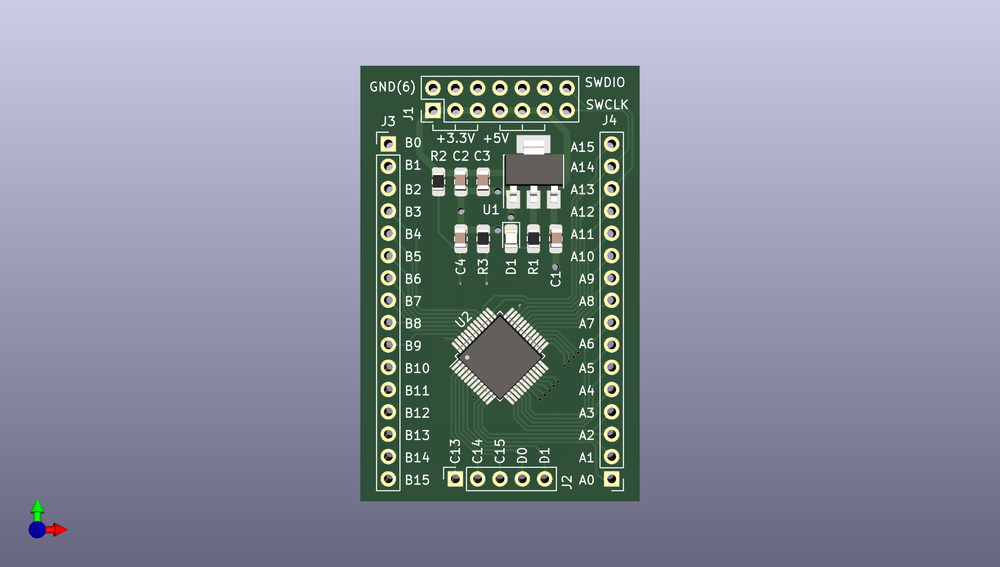 GND(6) SWDIO
SWCLK
J1
J3 J4
+3.3V +5V
B0 A15
R2 C2 C3
B1 A14
B2 A13
B3 U1 A12
B4 A11
B5 A10
C4 R3 D1 R1 C1
B6 A9
B7 A8
B8 U2 A7
B9 A6
B10 A5
B11 A4
B12 A3
B13 A2
C13 C14 C15 D0 D1
B14 A1
B15 J2 A0